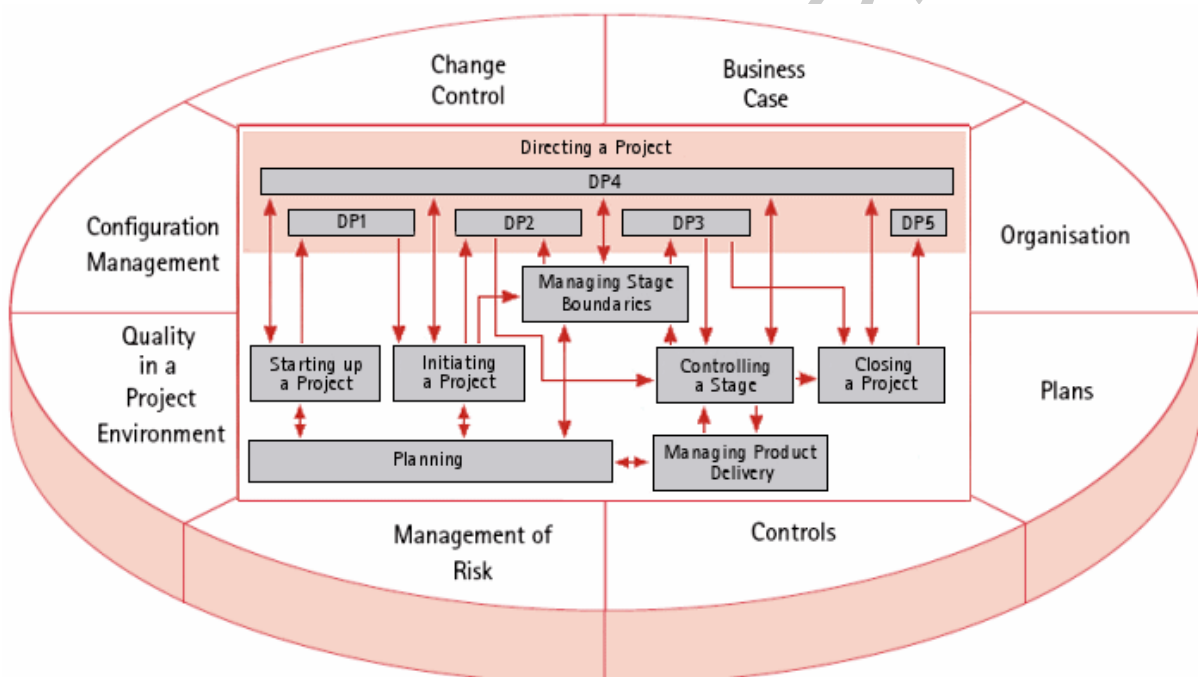 Change
Control
Business
Case
Directing a Project
DP4
DP1
DP2
DP3
DP5
Configuration
Management
Organisation
Managing Stage
Boundaries
Quality
in a
Project
Environment
Starting up
a Project
Initiating
a Project
Controlling
a Stage
Closing
a Project
Plans
Planning
Managing Product
Delivery
Management of
Risk
Controls